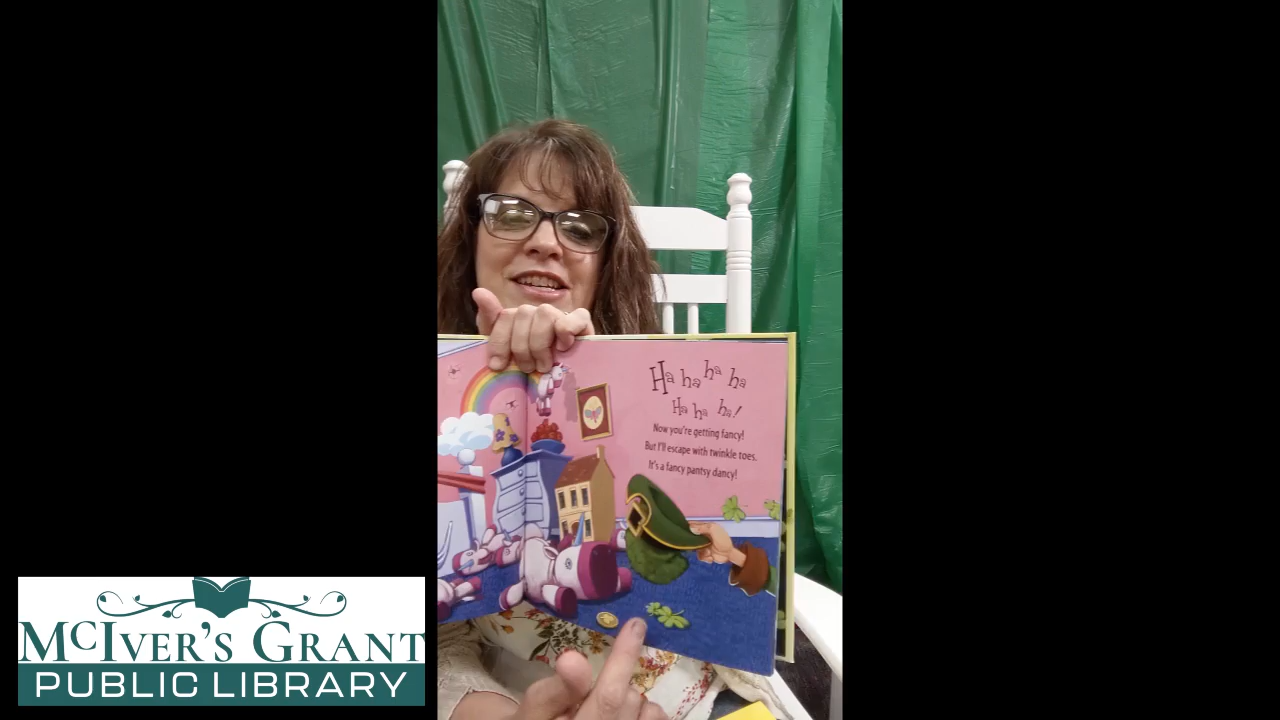 Ha ha ha ha
Ha ha ha!
Now you're getting fancy!
But I'll escape with twinkle toes.
It's a fancy pantsy dancy!
McIver's Grant
PUBLIC LIBRARY